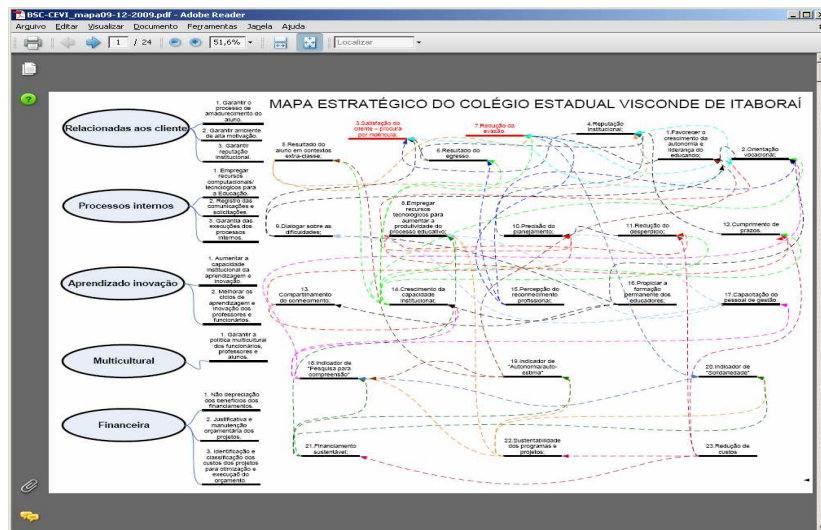 BSC-CEVI_mapa09-12-2009.pdf - Adobe Reader
Arquivo Editar Visualizar Documento Ferramentas Janela Ajuda
1 / 24 51,6% Localizar
MAPA ESTRATÉGICO DO COLÉGIO ESTADUAL VISCONDE DE ITABORAÍ
Relacionadas aos cliente
1. Garantir o
processo de
amadurecimento do
aluno.
2. Garantir ambiente
de alta motivação.
3. Garantir
reputação
institucional.
3.Satisfação do
cliente – procura
por matrícula;
7.Redução da
evasão.
4.Reputação
institucional;
1.Favorecer o
crescimento da
autonomia e
liderança do
educando;
2.Orientação
vocacional;
5.Resultado do
aluno em contextos
extra-classe;
6.Resultado do
egresso.
Processos internos
1. Empregar
recursos
computacionais/
tecnológicos para
a Educação.
2. Registro das
comunicações e
solicitações.
3. Garantia das
execuções dos
processos
internos.
9.Dialogar sobre as
dificuldades;
8.Empregar
recursos
tecnológicos para
aumentar a
produtividade do
processo educativo;
10.Precisão do
planejamento;
11.Redução do
desperdício;
12.Cumprimento de
prazos.
Aprendizado inovação
1. Aumentar a
capacidade
institucional da
aprendizagem e
inovação.
2. Melhorar os
ciclos de
aprendizagem e
inovação dos
professores e
funcionários.
13.
Compartilhamento
do conhecimento;
14.Crescimento da
capacidade
institucional;
15.Percepção do
reconhecimento
profissional;
16.Propiciar a
formação
permanente dos
educadores;
17.Capacitação do
pessoal de gestão.
Multicultural
1. Garantir a
política multicultural
dos funcionários,
professores e
alunos.
18.Indicador de
"Pesquisa para
compreensão"
19.Indicador de
"Autonomia/auto-
estima"
20.Indicador de
"Solidariedade"
Financeira
1. Não depreciação
dos benefícios dos
financiamentos.
2. Justificativa e
manutenção
orçamentária dos
projetos.
3. Identificação e
classificação dos
custos dos projetos
para otimização e
execução do
orçamento.
21.Financiamento
sustentável;
22.Sustentabilidade
dos programas e
projetos;
23.Redução de
custos